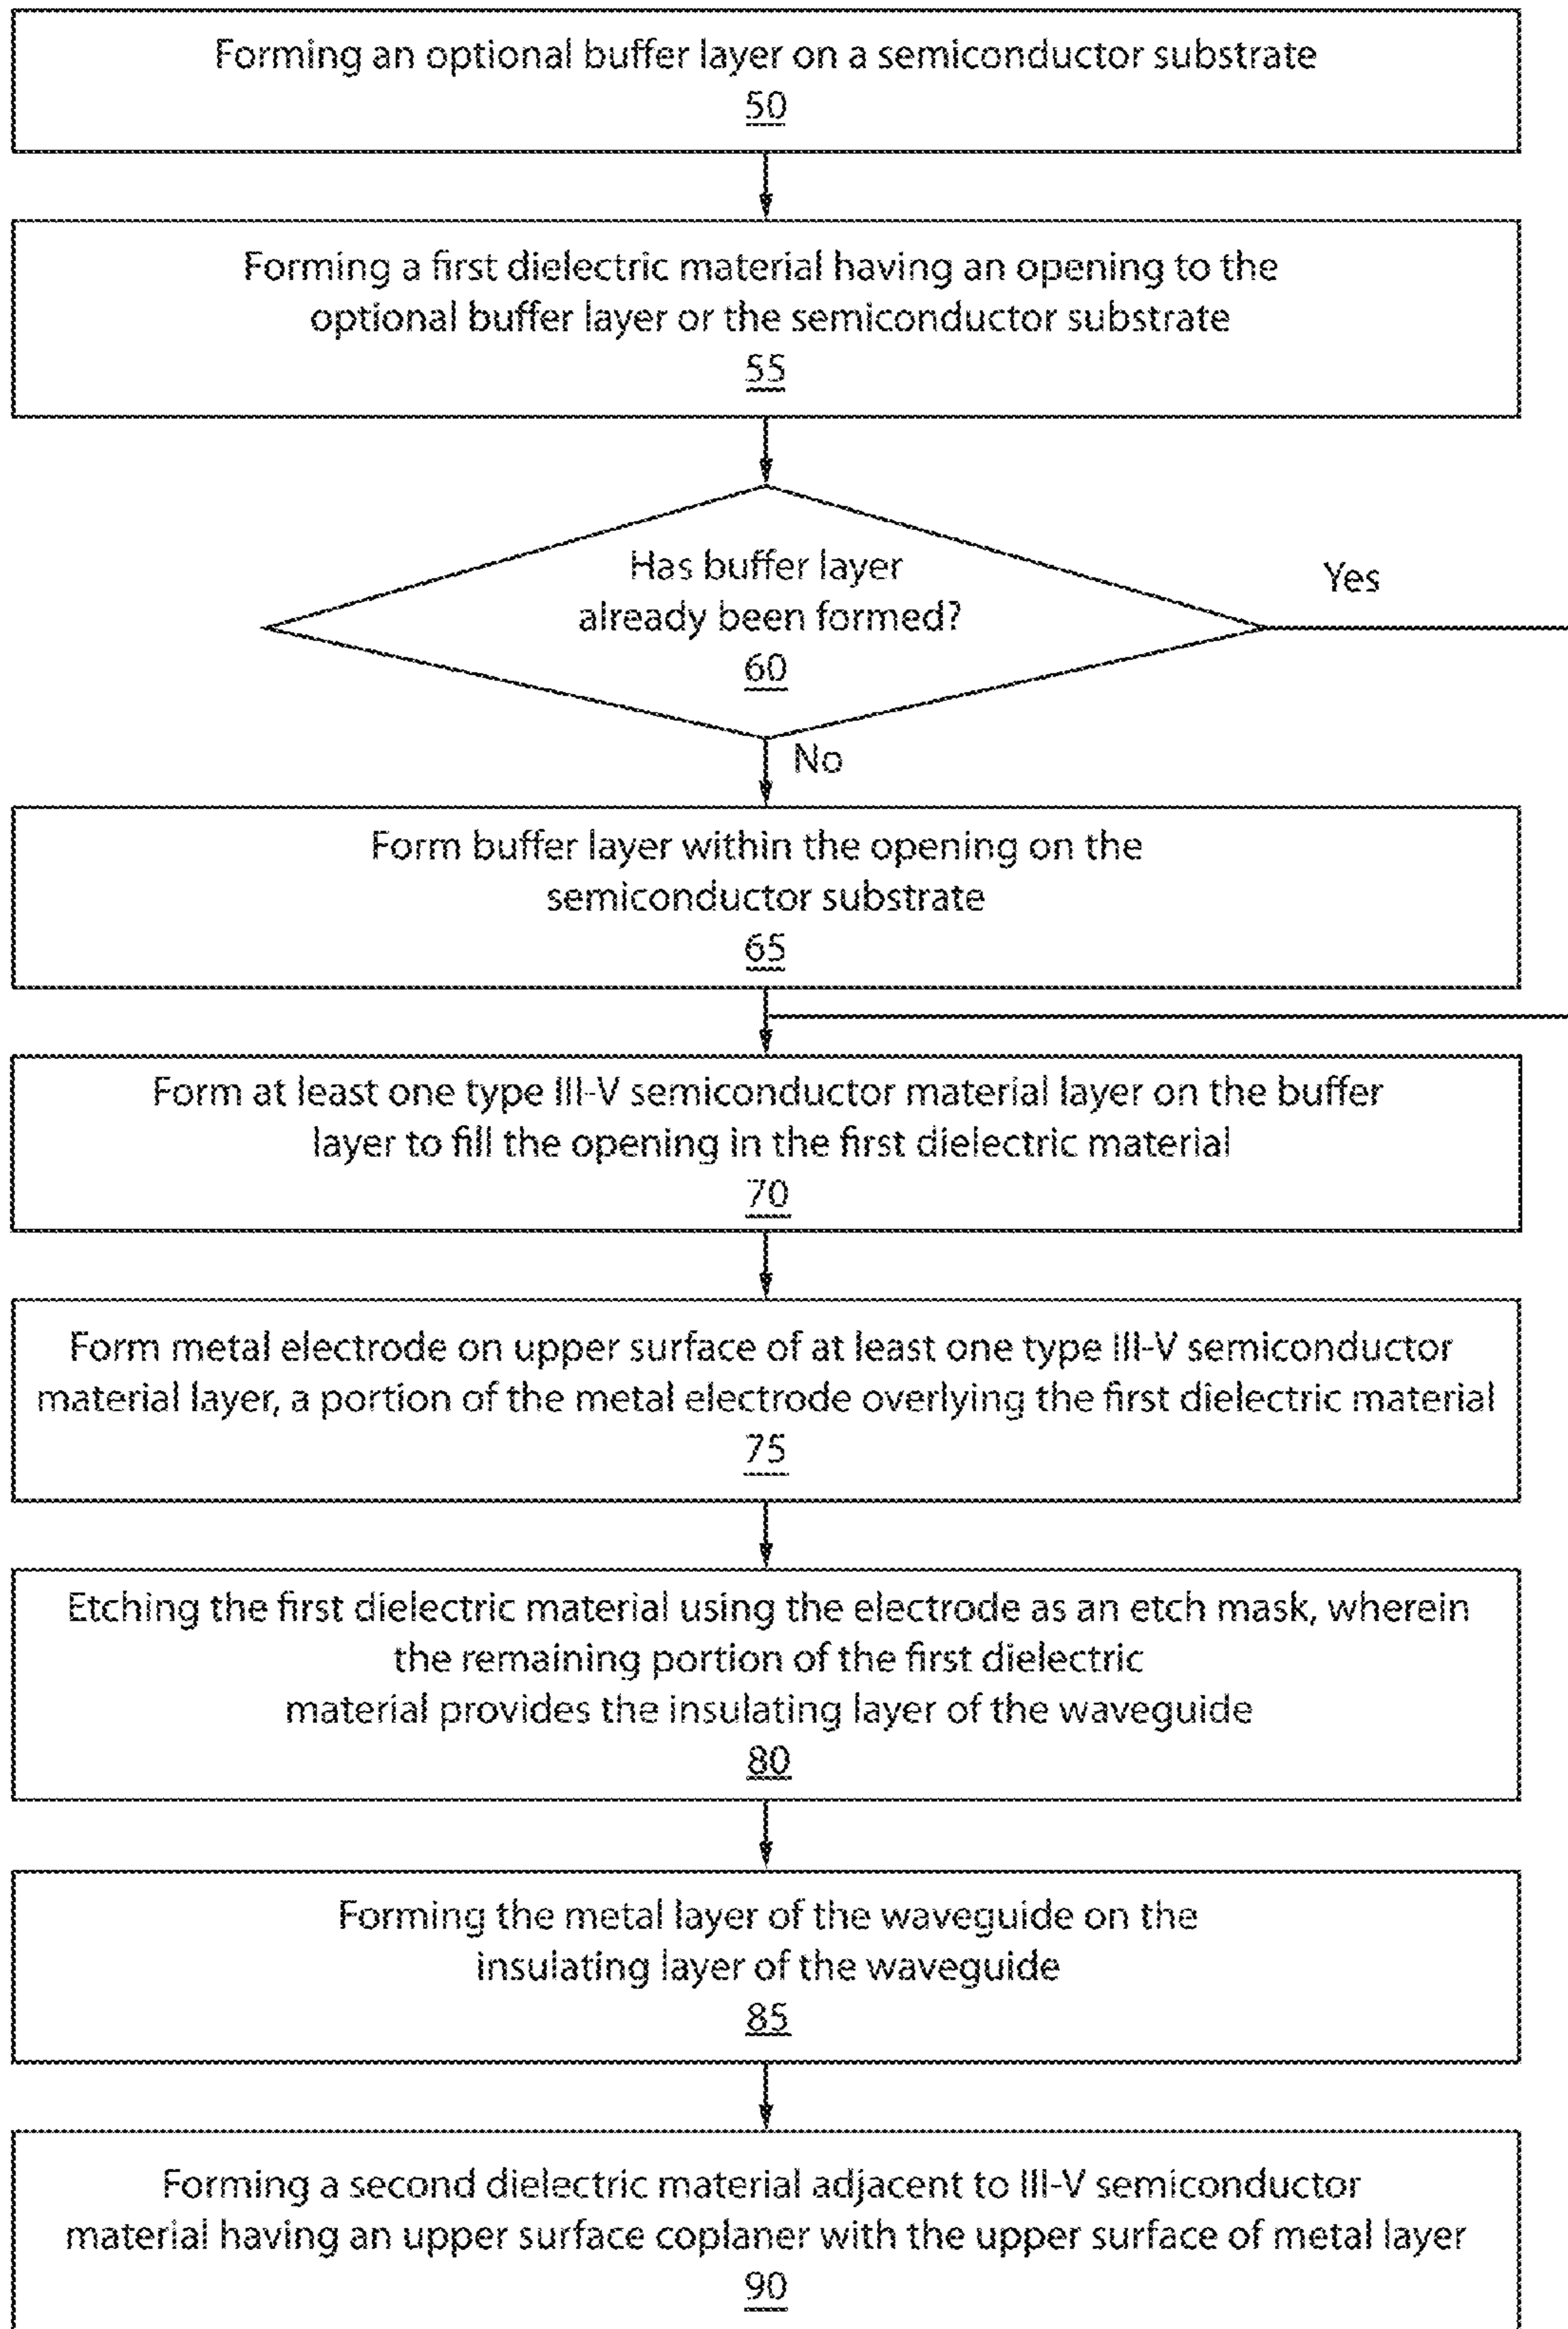 Forming an optional buffer layer on a semiconductor substrate
50
Forming a first dielectric material having an opening to the
optional buffer layer or the semiconductor substrate
55
Has buffer layer
already been formed?
60
Yes
No
Form buffer layer within the opening on the
semiconductor substrate
65
Form at least one type III-V semiconductor material layer on the buffer
layer to fill the opening in the first dielectric material
70
Form metal electrode on upper surface of at least one type III-V semiconductor
material layer, a portion of the metal electrode overlying the first dielectric material
75
Etching the first dielectric material using the electrode as an etch mask, wherein
the remaining portion of the first dielectric
material provides the insulating layer of the waveguide
80
Forming the metal layer of the waveguide on the
insulating layer of the waveguide
85
Forming a second dielectric material adjacent to III-V semiconductor
material having an upper surface coplaner with the upper surface of metal layer
90